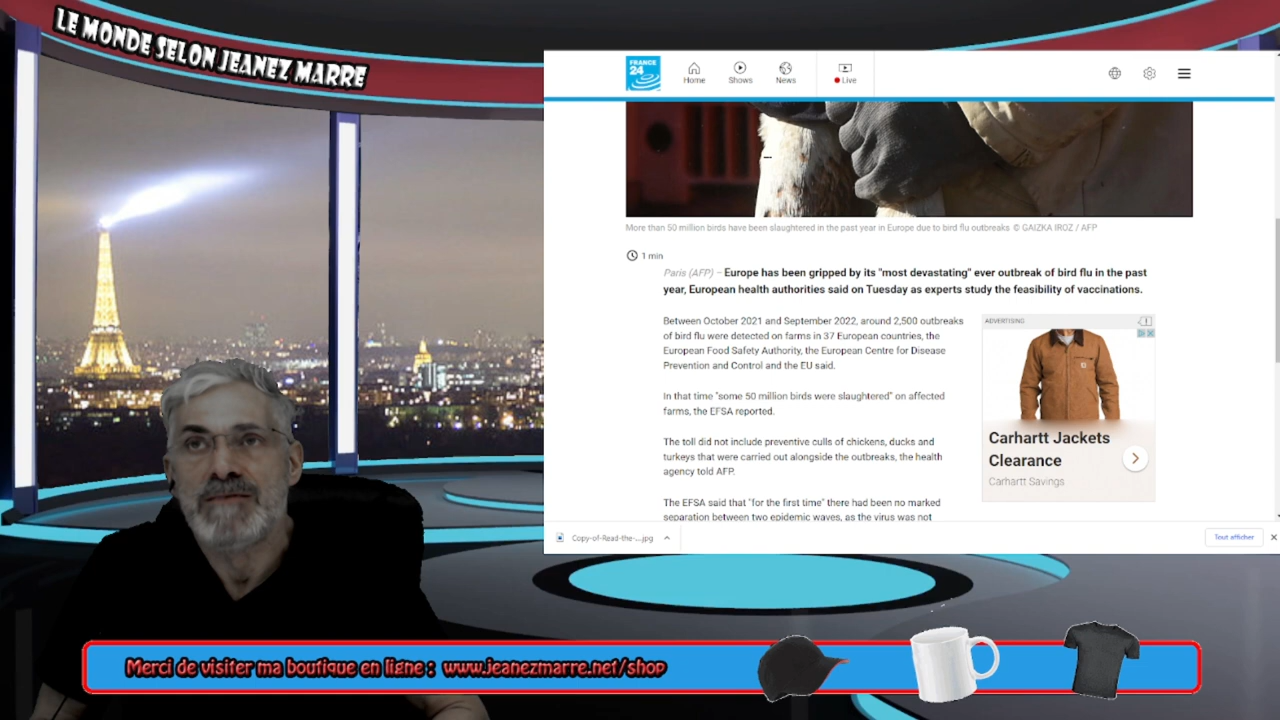 LE MONDE SELON JEANEZ MARRE
FRANCE
24
Home
Shows
News
Live
More than 50 million birds have been slaughtered in the past year in Europe due to bird flu outbreaks © GAIZKA IROZ / AFP
1 min
Paris (AFP) – Europe has been gripped by its "most devastating" ever outbreak of bird flu in the past
year, European health authorities said on Tuesday as experts study the feasibility of vaccinations.
Between October 2021 and September 2022, around 2,500 outbreaks
of bird flu were detected on farms in 37 European countries, the
European Food Safety Authority, the European Centre for Disease
Prevention and Control and the EU said.
In that time "some 50 million birds were slaughtered" on affected
farms, the EFSA reported.
The toll did not include preventive culls of chickens, ducks and
turkeys that were carried out alongside the outbreaks, the health
agency told AFP.
The EFSA said that "for the first time" there had been no marked
separation between two epidemic waves, as the virus was not
ADVERTISING
Carhartt Jackets
Clearance
Carhartt Savings
Copy-of-Read-the-....jpg
Tout afficher
Merci de visiter ma boutique en ligne : www.jeanezmarre.net/shop